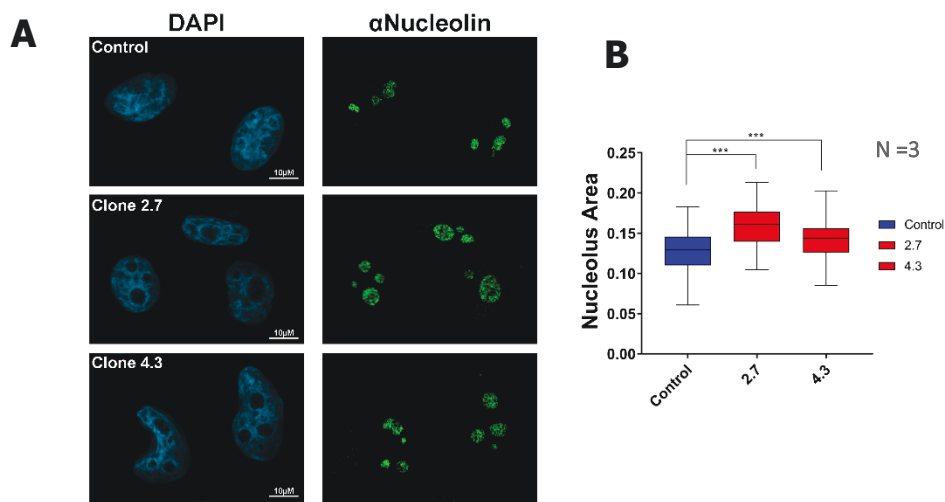 A
DAPI
αNucleolin
Control
10μM
Clone 2.7
10μM
Clone 4.3
10μM
B
***
***
N =3
0.25
0.20
0.15
0.10
0.05
0.00
Nucleolus Area
Control
2.7
4.3
Control
2.7
4.3